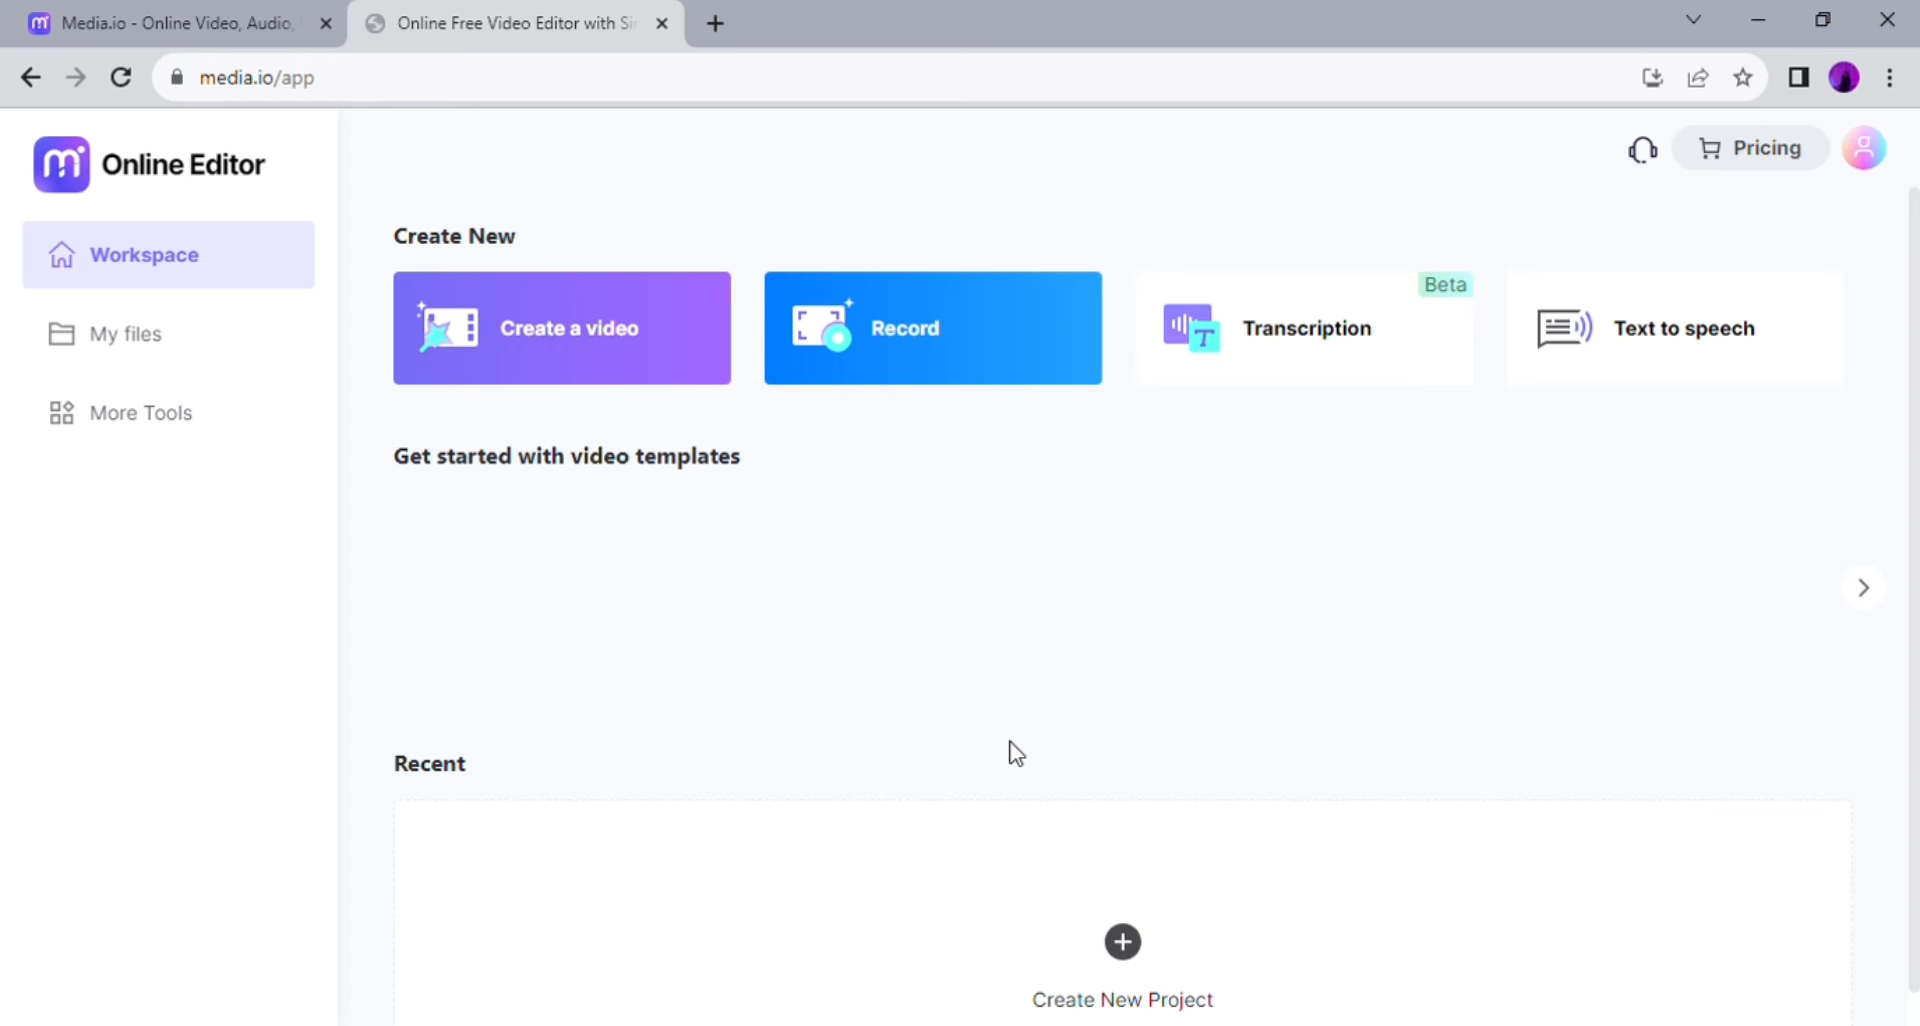 Media.io - Online Video, Audio,
Online Free Video Editor with Si
media.io/app
Online Editor
Pricing
Workspace
My files
More Tools
Create New
Create a video
Record
Transcription
Beta
Text to speech
Get started with video templates
Recent
Create New Project